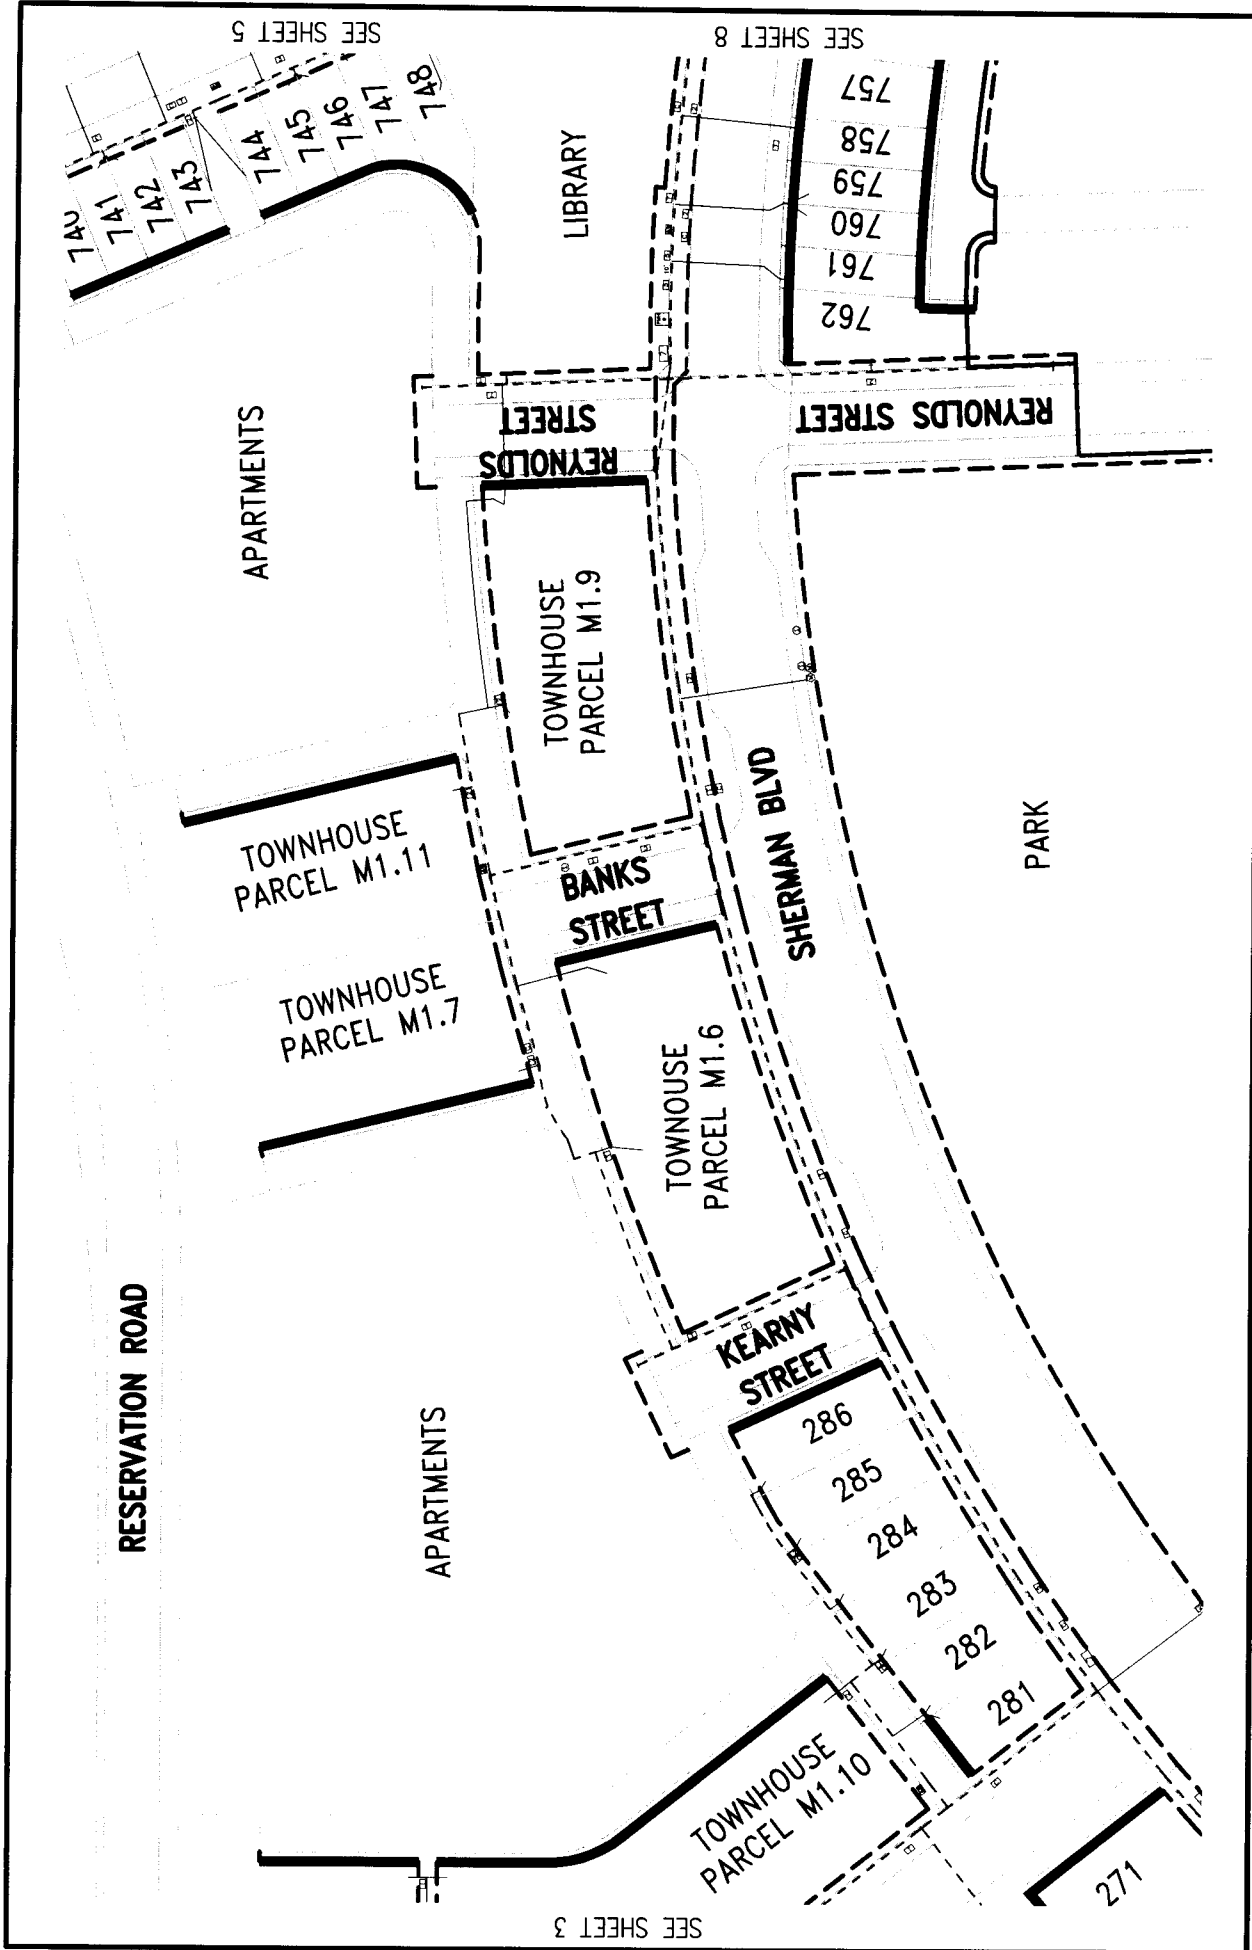 SEE SHEET 5
SEE SHEET 8
740
741
742
743
744
745
746
747
748
LIBRARY
757
758
759
760
761
762
APARTMENTS
REYNOLDS
STREET
REYNOLDS STREET
TOWNHOUSE
PARCEL M1.9
TOWNHOUSE
PARCEL M1.11
BANKS
STREET
SHERMAN BLVD
PARK
TOWNHOUSE
PARCEL M1.7
TOWNOUSE
PARCEL M1.6
RESERVATION ROAD
KEARNY
STREET
APARTMENTS
286
285
284
283
282
281
TOWNHOUSE
PARCEL M1.10
271
SEE SHEET 3